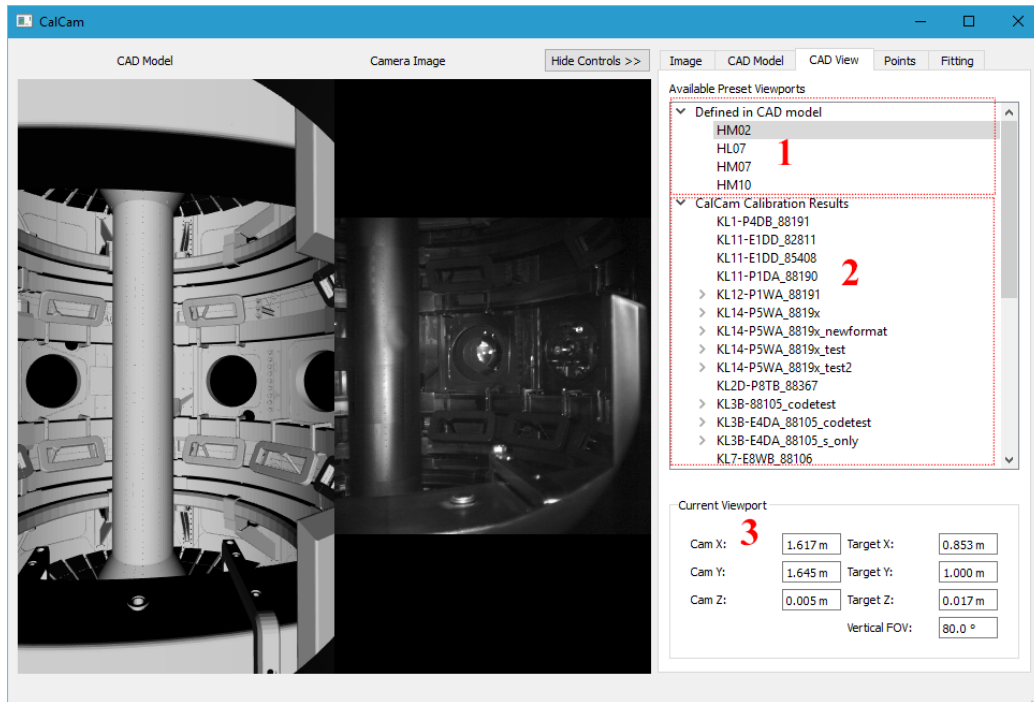 CalCam
CAD Model
Camera Image
Hide Controls >>
Image
CAD Model
CAD View
Points
Fitting
Available Preset Viewports
Defined in CAD model
HM02
HL07
HM07
HM10
1
CalCam Calibration Results
KL1-P4DB_88191
KL11-E1DD_82811
KL11-E1DD_85408
KL11-P1DA_88190
KL12-P1WA_88191
KL14-P5WA_8819x
KL14-P5WA_8819x_newformat
KL14-P5WA_8819x_test
KL14-P5WA_8819x_test2
KL2D-P8TB_88367
KL3B-88105_codetest
KL3B-E4DA_88105_codetest
KL3B-E4DA_88105_s_only
KL7-E8WB_88106
2
Current Viewport
3
Cam X: 1.617 m Target X: 0.853 m
Cam Y: 1.645 m Target Y: 1.000 m
Cam Z: 0.005 m Target Z: 0.017 m
Vertical FOV: 80.0 °